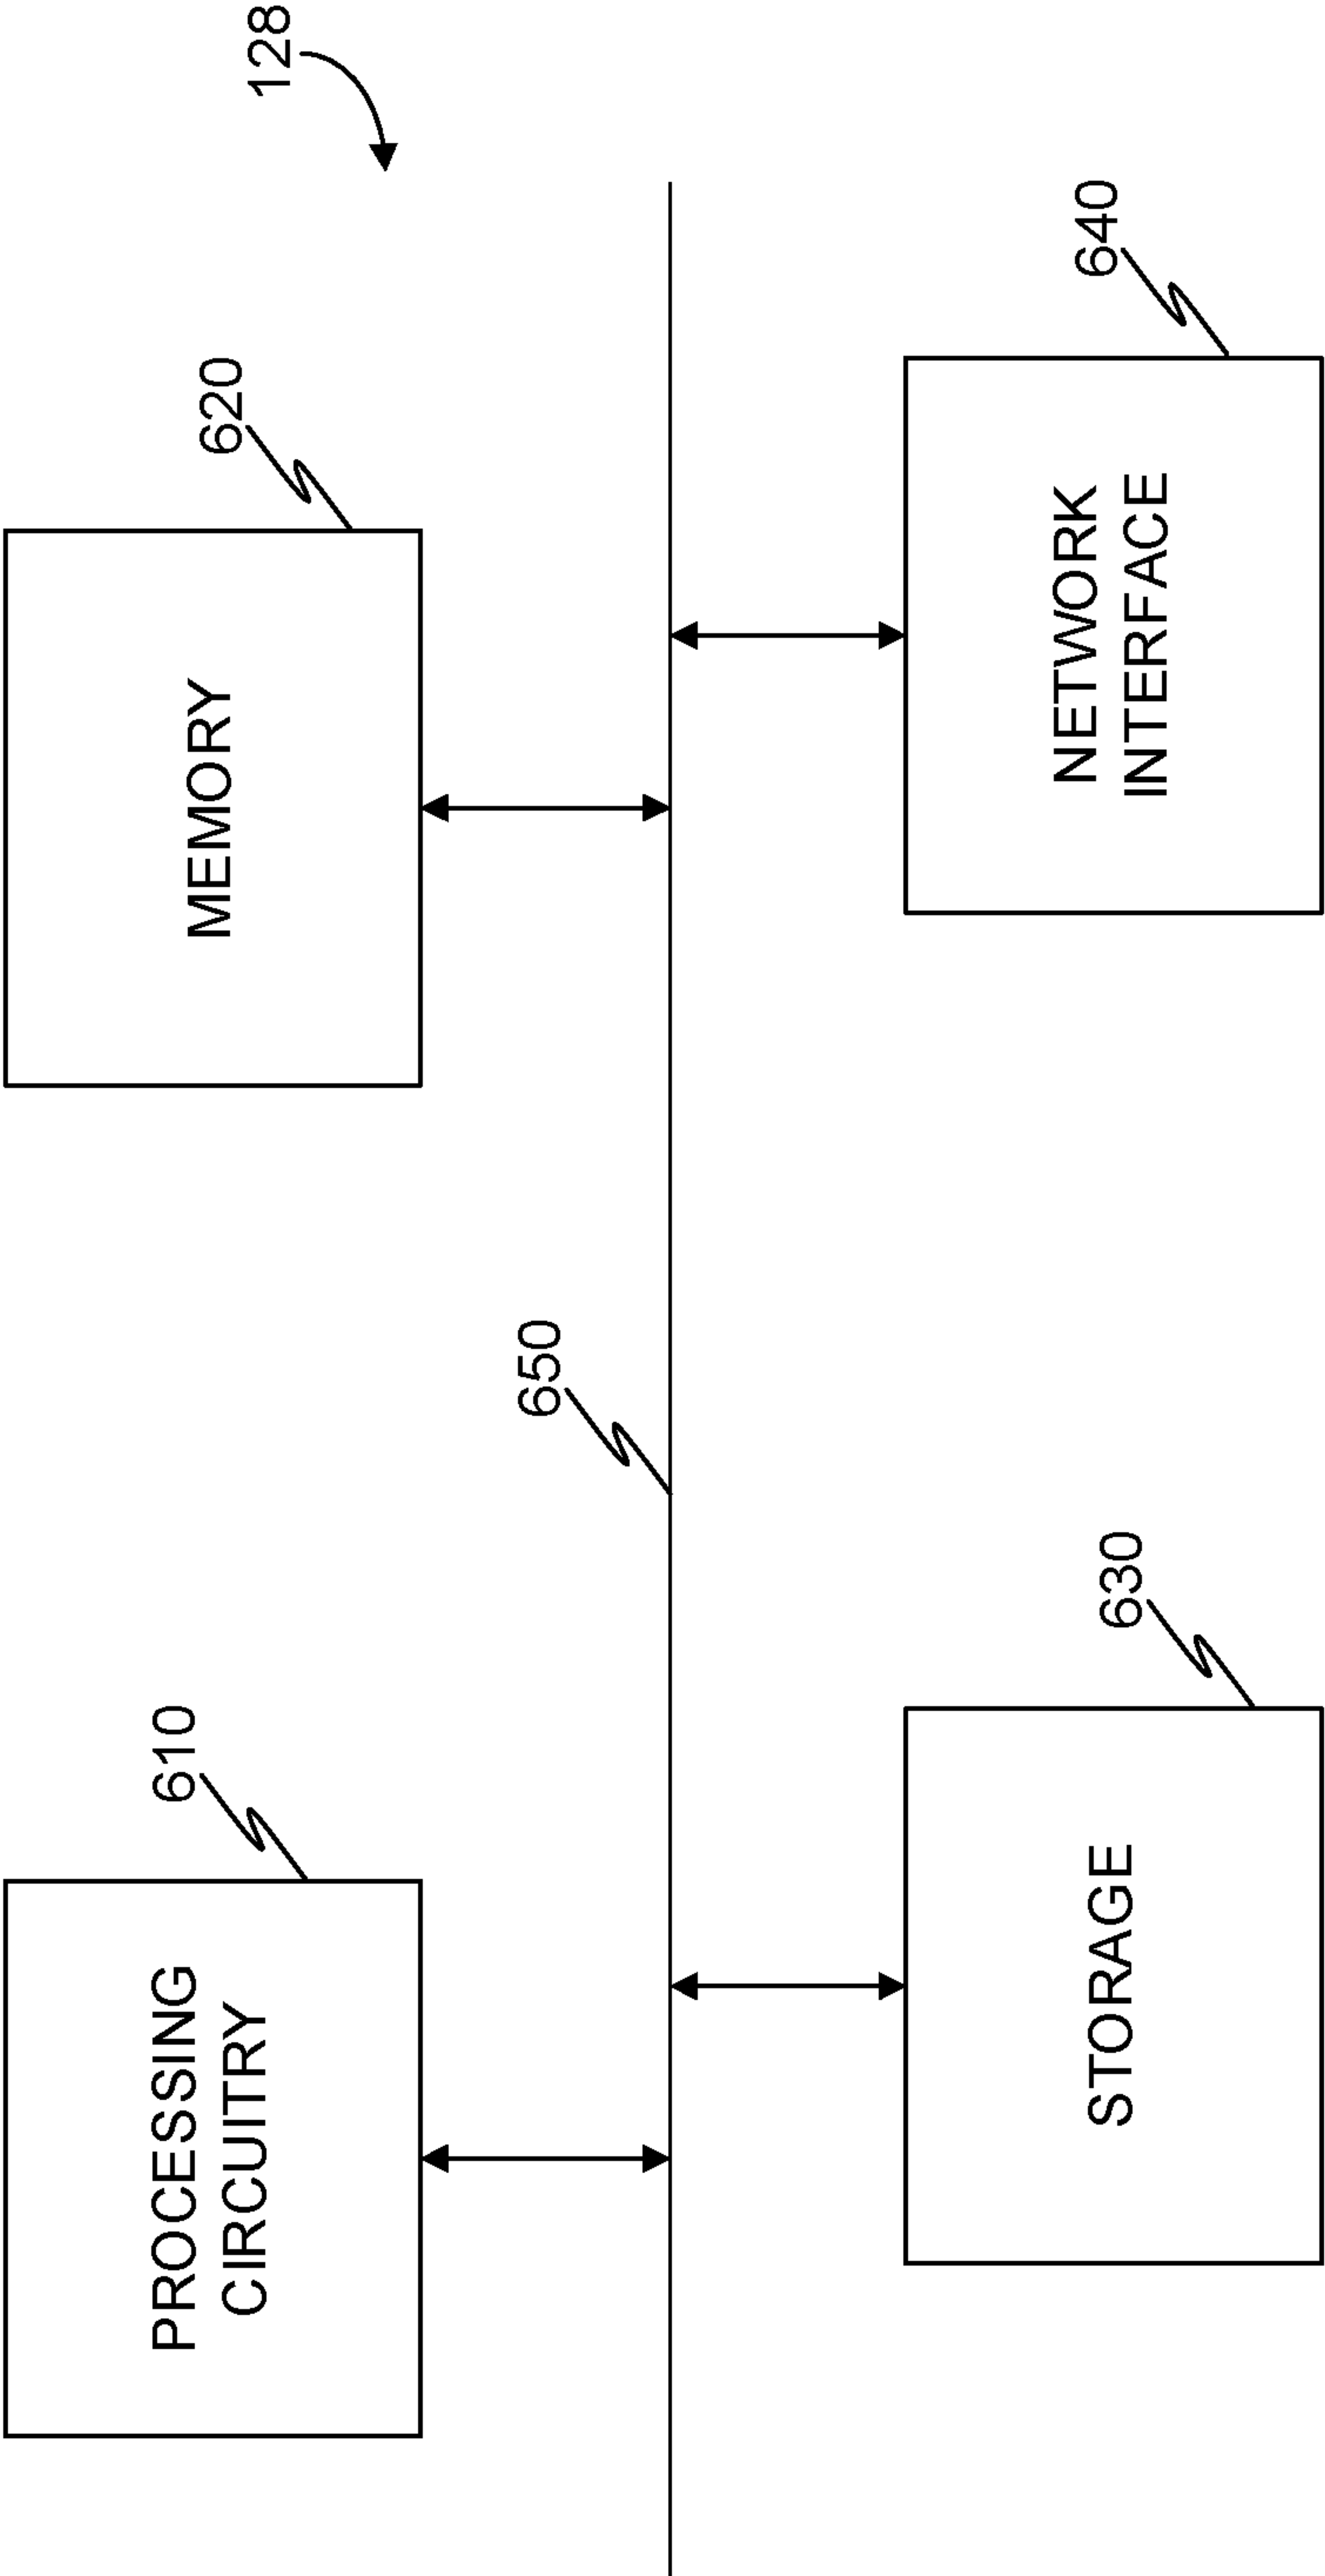 128
610
PROCESSING
CIRCUITRY
620
MEMORY
650
630
STORAGE
640
NETWORK
INTERFACE